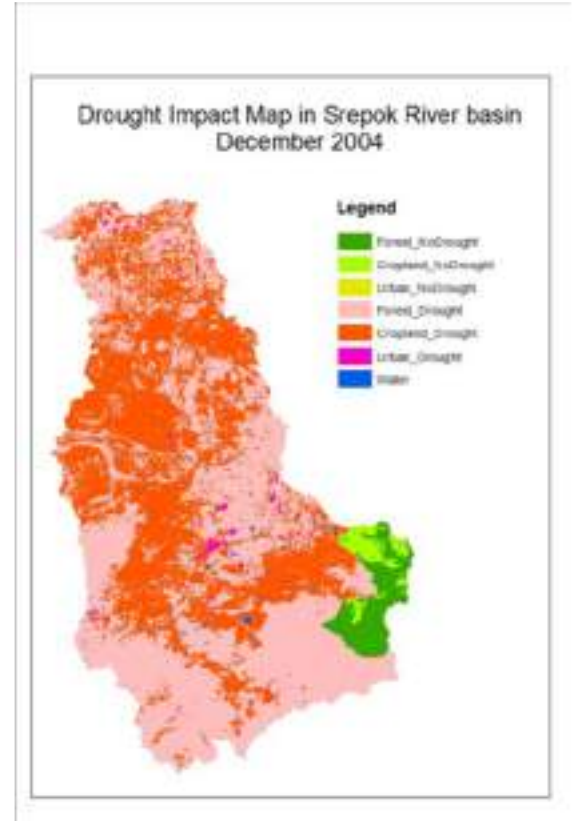 Drought Impact Map in Srepok River basin
December 2004
Legend
Forest_NoDrought
Cropland_NoDrought
Urban_NoDrought
Forest_Drought
Cropland_Drought
Urban_Drought
Water